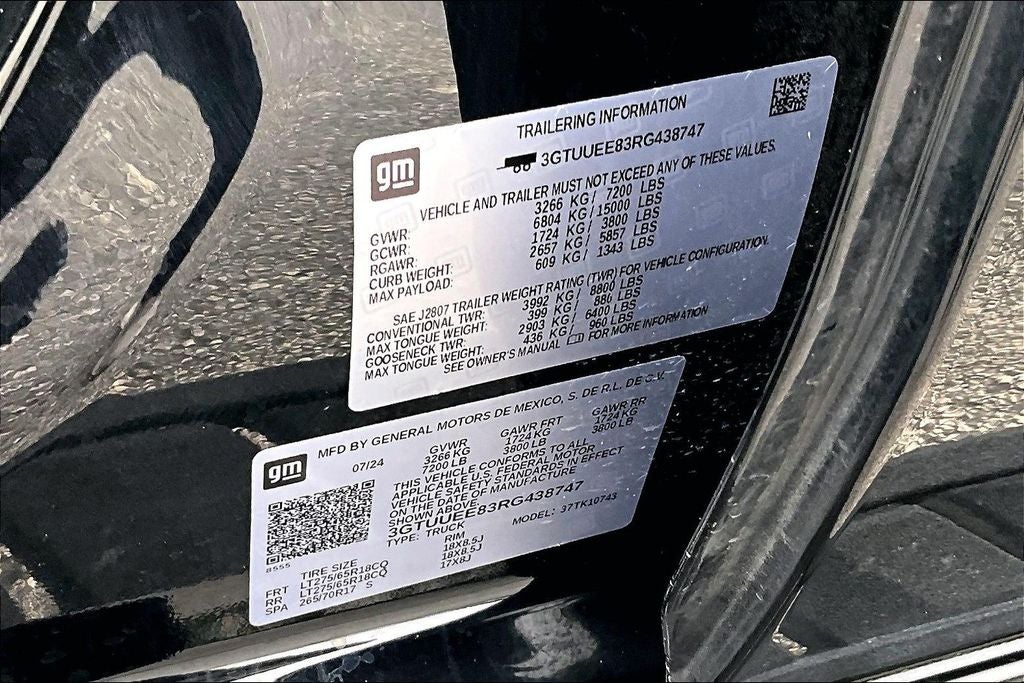 gm
TRAILERING INFORMATION
3GTUUEE83RG438747
VEHICLE AND TRAILER MUST NOT EXCEED ANY OF THESE VALUES.
GVWR: 3266 KG / 7200 LBS
GCWR: 6804 KG / 15000 LBS
RGAWR: 1724 KG / 3800 LBS
CURB WEIGHT: 2657 KG / 5857 LBS
MAX PAYLOAD: 609 KG / 1343 LBS
SAE J2807 TRAILER WEIGHT RATING (TWR) FOR VEHICLE CONFIGURATION.
CONVENTIONAL TWR: 3992 KG / 8800 LBS
MAX TONGUE WEIGHT: 399 KG / 880 LBS
GOOSENECK TWR: 2903 KG / 6400 LBS
MAX TONGUE WEIGHT: 436 KG / 960 LBS
SEE OWNER'S MANUAL FOR MORE INFORMATION
gm
MFD BY GENERAL MOTORS DE MEXICO, S. DE R.L. DE C.V.
07/24 GVWR GAWR FRT GAWR RR
3266 KG 1724KG 1724KG
7200 LB 3800 LB 3800 LB
THIS VEHICLE CONFORMS TO ALL
APPLICABLE U.S. FEDERAL MOTOR
VEHICLE SAFETY STANDARDS IN EFFECT
ON THE DATE OF MANUFACTURE
SHOWN ABOVE.
3GTUUEE83RG438747
TYPE: TRUCK MODEL: 37TK10743
8555
TIRE SIZE RIM
FRT LT275/65R18CQ 18X8.5J
RR LT275/65R18CQ 18X8.5J
SPA 265/70R17 S 17X8J